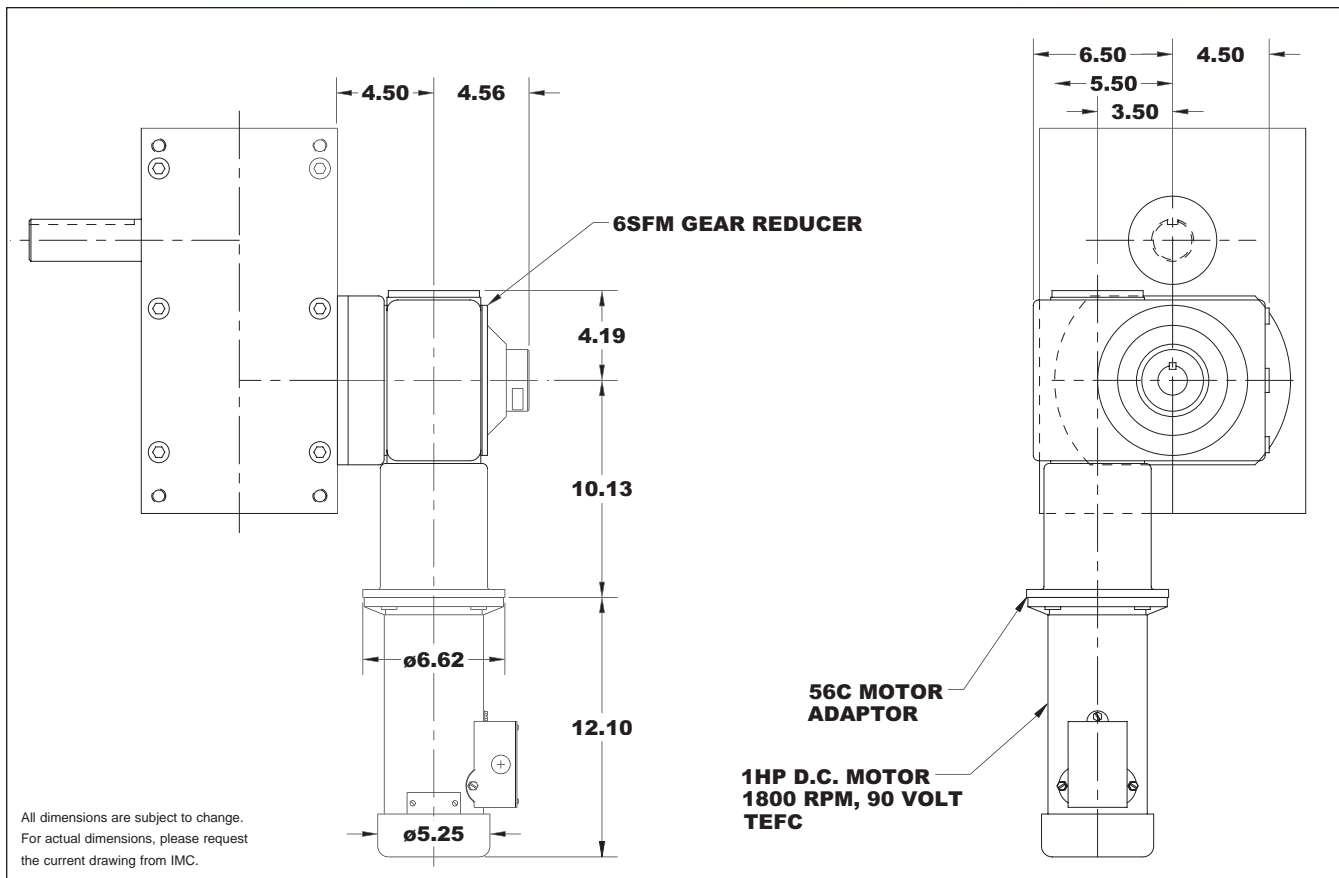 6.50
4.50
4.50
4.56
5.50
3.50
6SFM GEAR REDUCER
4.19
10.13
ø6.62
56C MOTOR
ADAPTOR
12.10
1HP D.C. MOTOR
1800 RPM, 90 VOLT
TEFC
ø5.25
All dimensions are subject to change.
For actual dimensions, please request
the current drawing from IMC.